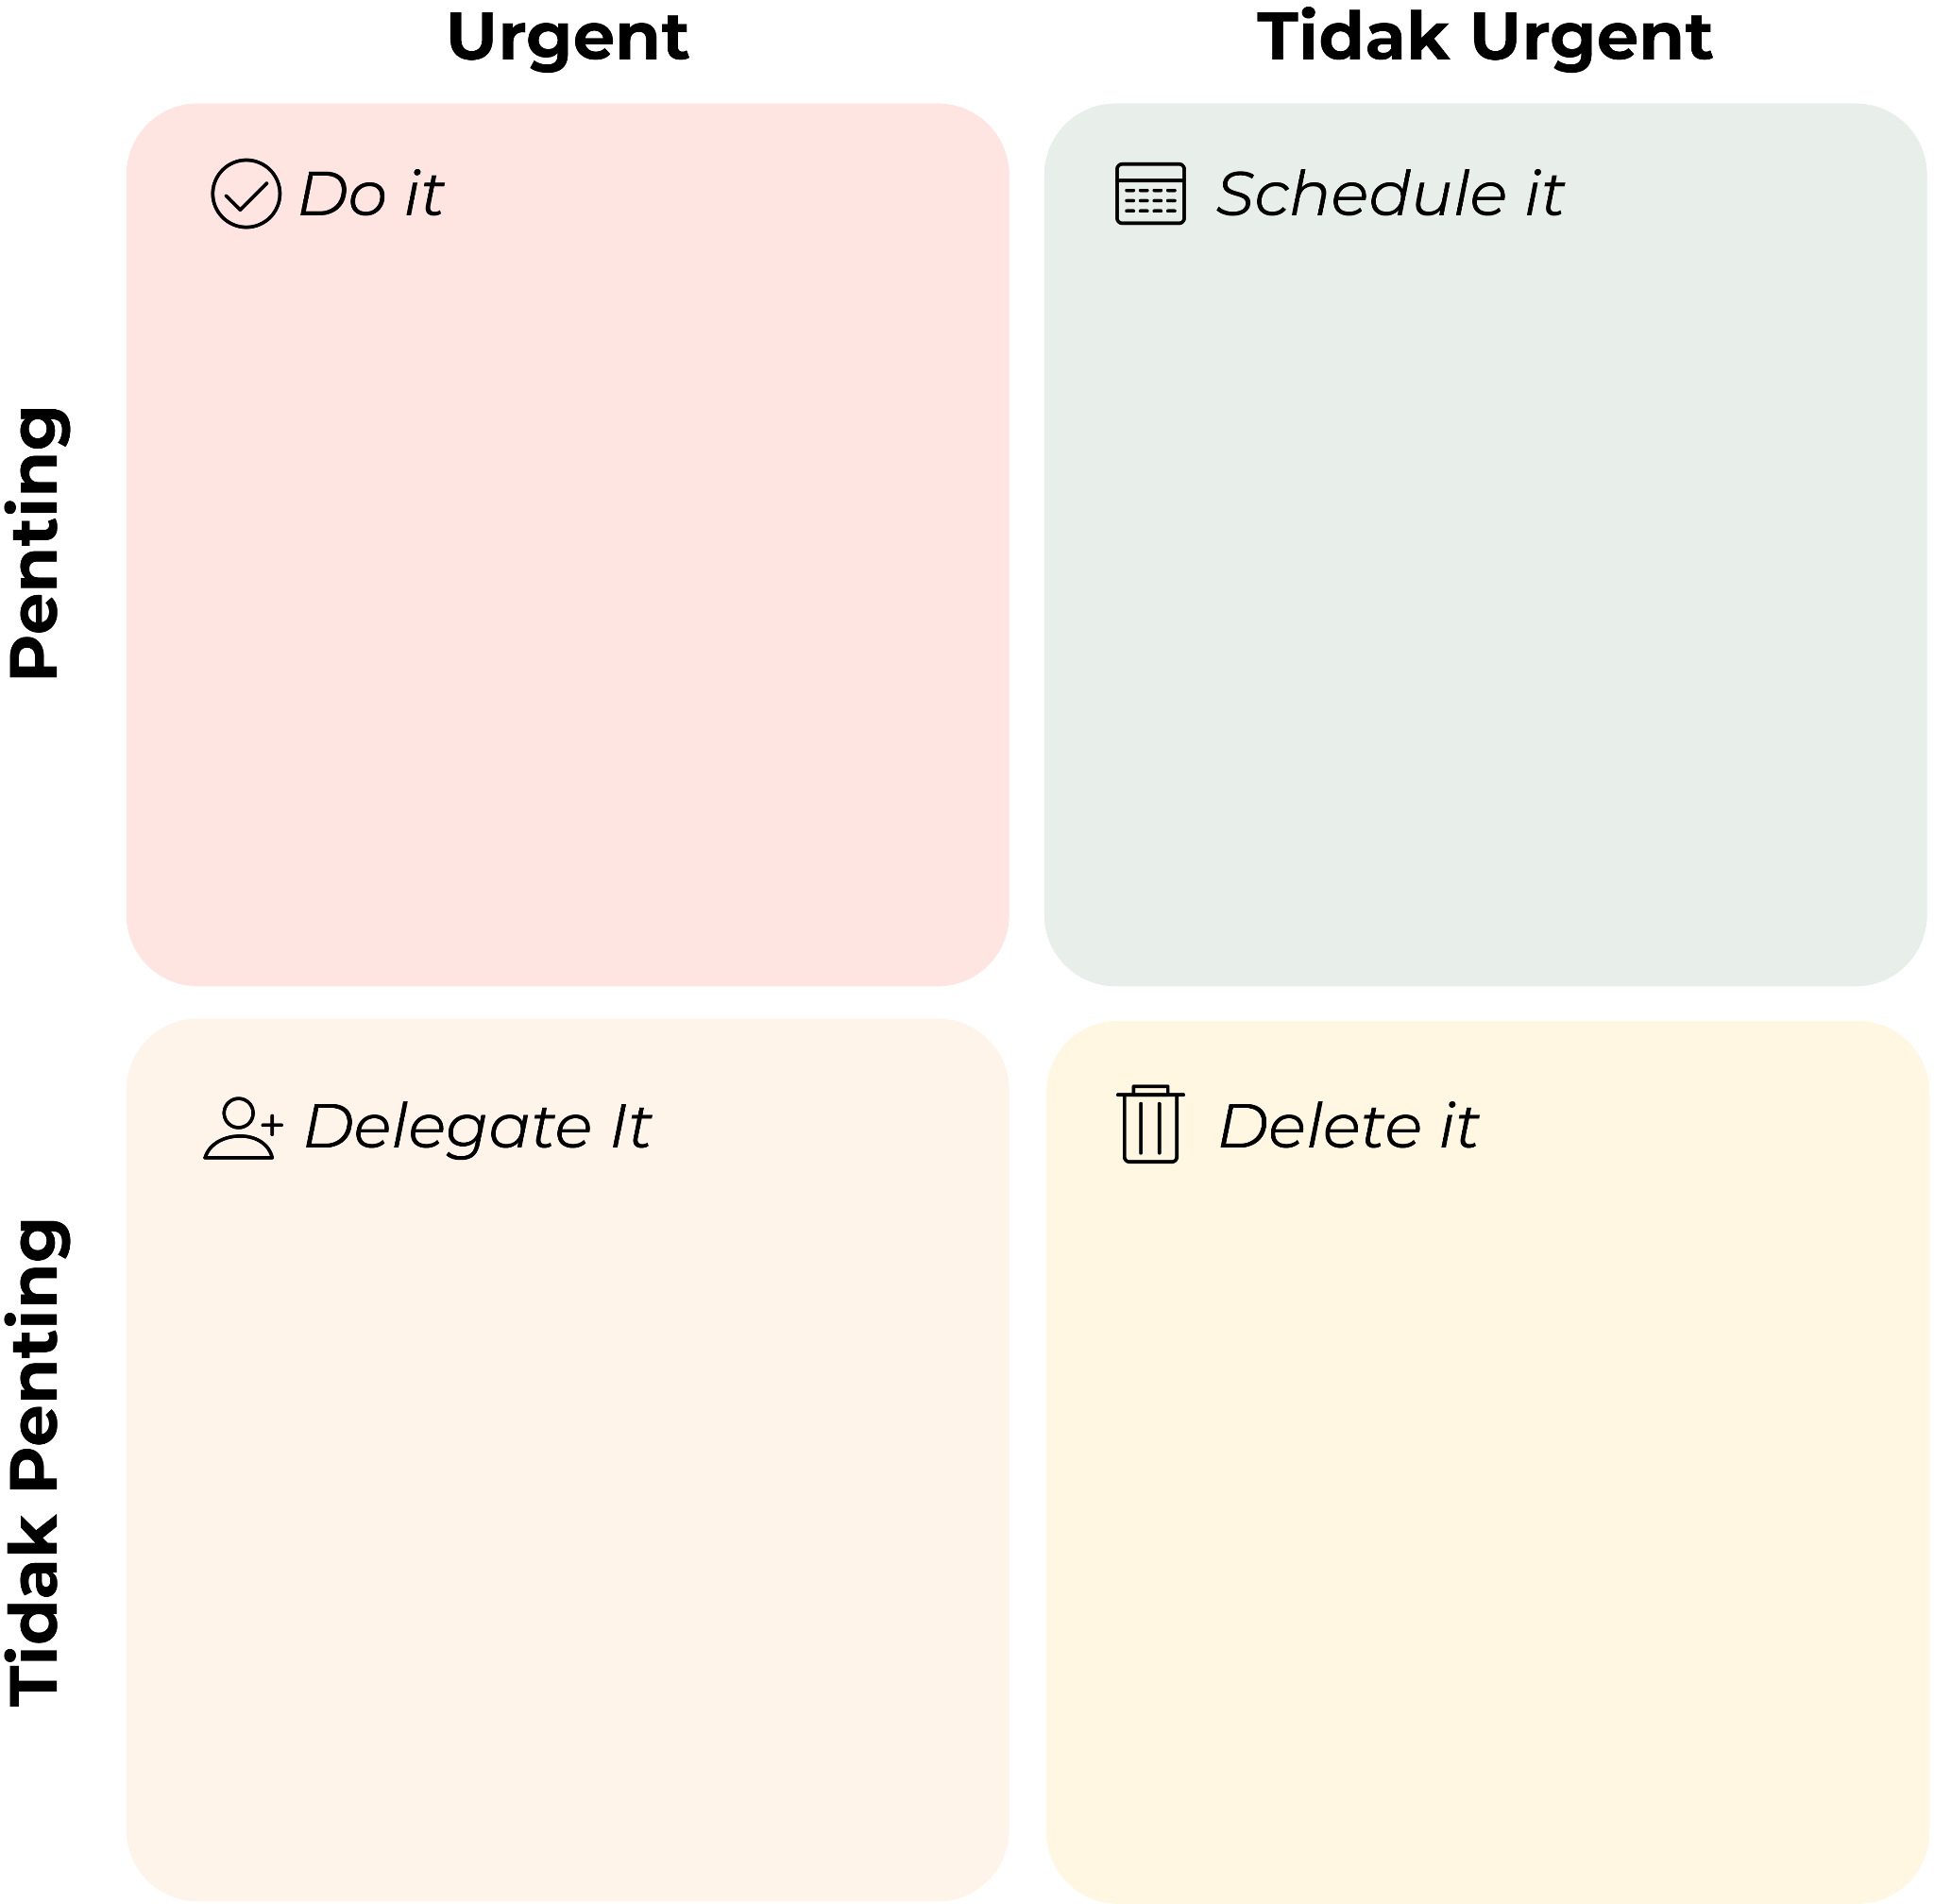 Urgent
Tidak Urgent
Penting
Do it
Schedule it
Tidak Penting
Delegate It
Delete it